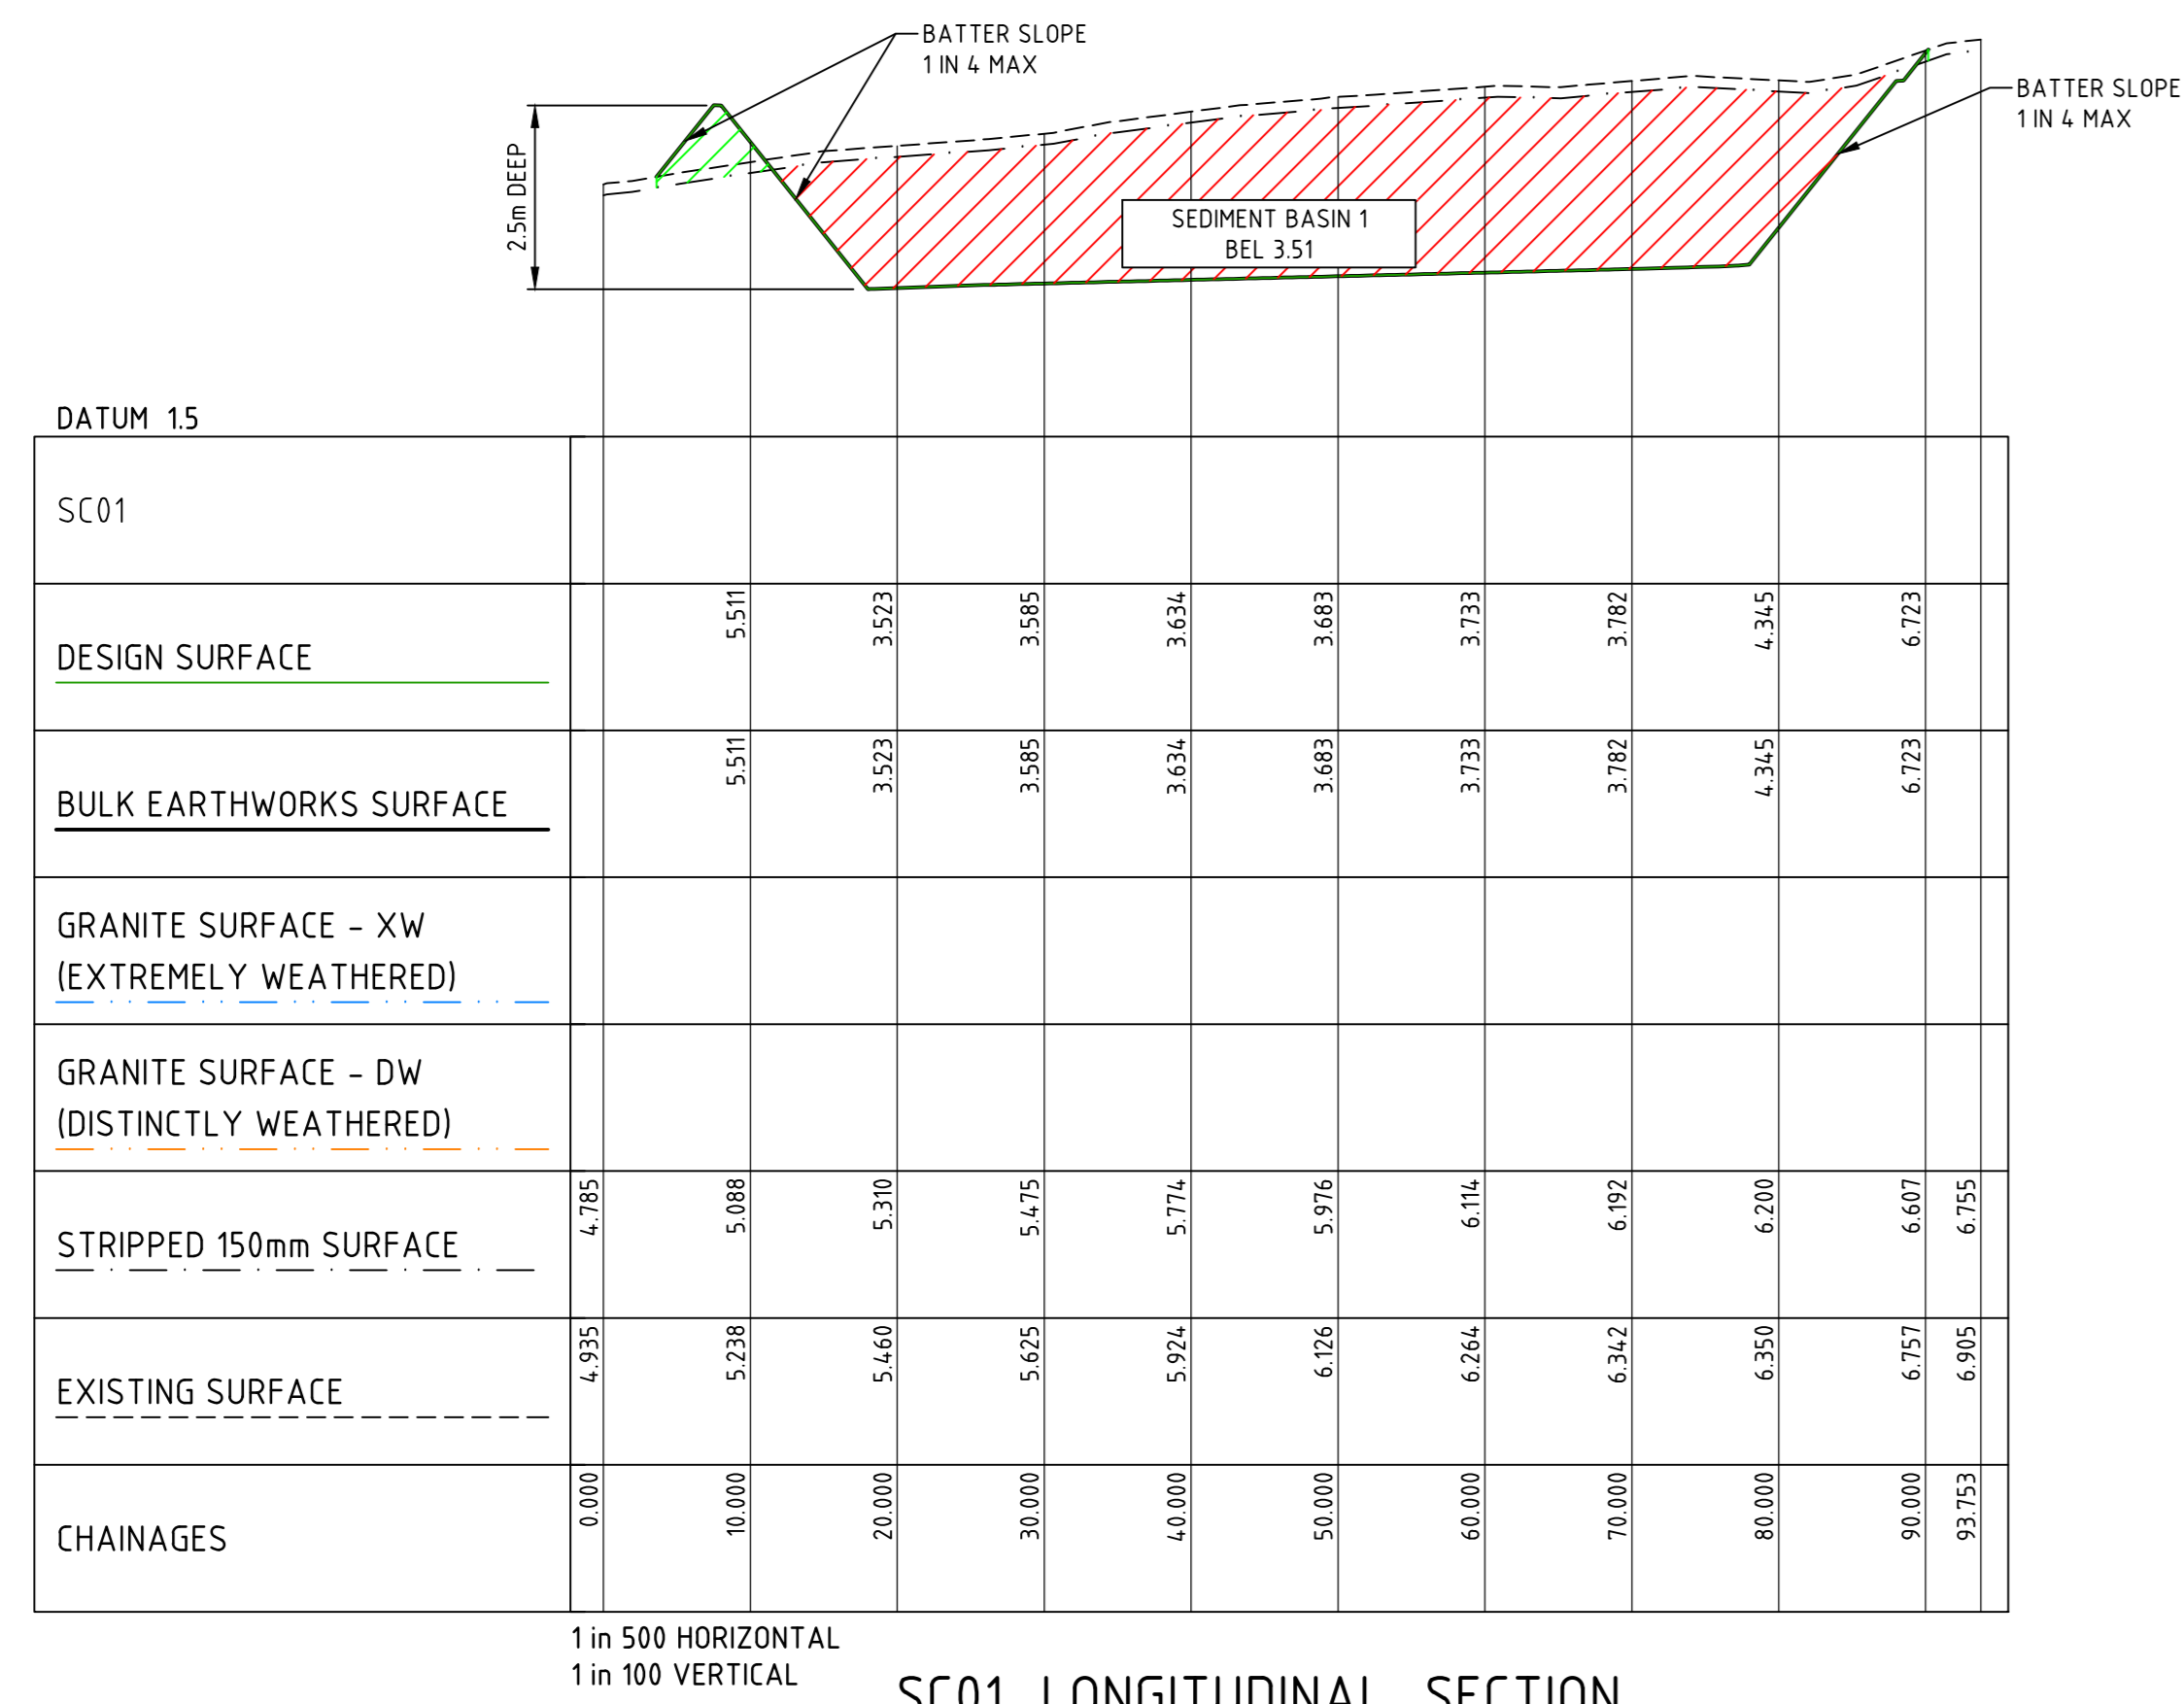 BATTER SLOPE
1 IN 4 MAX
BATTER SLOPE
1 IN 4 MAX
2.5m DEEP
SEDIMENT BASIN 1
BEL 3.51
DATUM 1.5
SC01
DESIGN SURFACE
5.511 3.523 3.585 3.634 3.683 3.733 3.782 4.345 6.723
BULK EARTHWORKS SURFACE
5.511 3.523 3.585 3.634 3.683 3.733 3.782 4.345 6.723
GRANITE SURFACE - XW
(EXTREMELY WEATHERED)
GRANITE SURFACE - DW
(DISTINCTLY WEATHERED)
STRIPPED 150mm SURFACE
4.785 5.088 5.310 5.475 5.774 5.976 6.114 6.192 6.200 6.607 6.755
EXISTING SURFACE
4.935 5.238 5.460 5.625 5.924 6.126 6.264 6.342 6.350 6.757 6.905
CHAINAGES
0.000 10.000 20.000 30.000 40.000 50.000 60.000 70.000 80.000 90.000 93.753
1 in 500 HORIZONTAL
1 in 100 VERTICAL
SC01 LONGITUDINAL SECTION